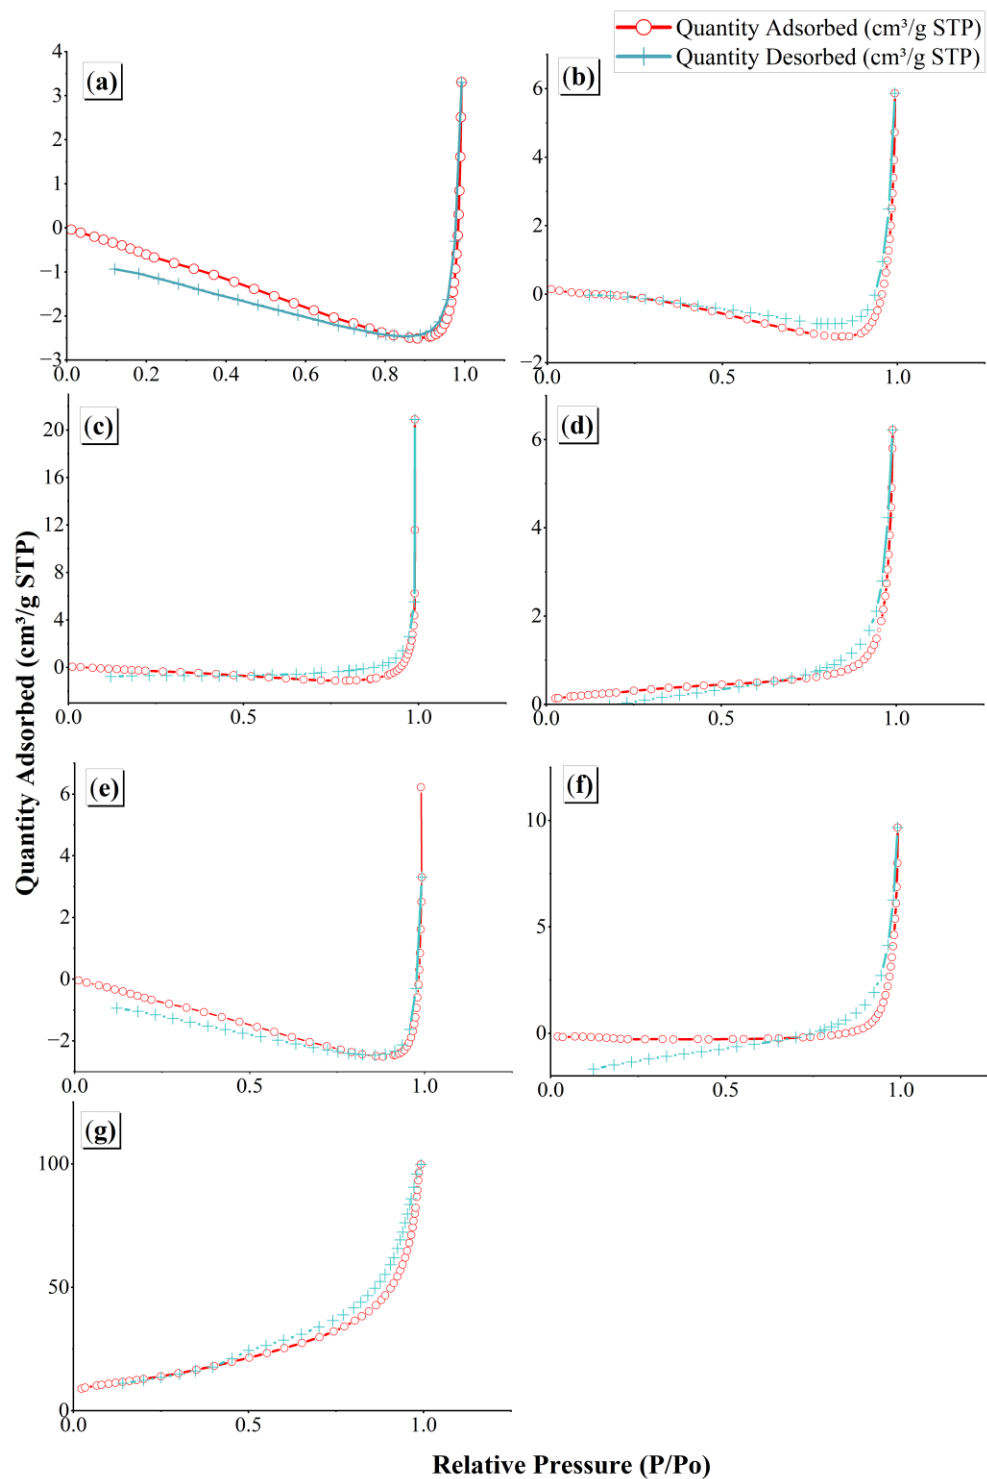 Quantity Adsorbed (cm³/g STP)
Quantity Desorbed (cm³/g STP)
(a)
4
3
2
1
0
−1
−2
−3
0.0 0.2 0.4 0.6 0.8 1.0
(b)
6
4
2
0
−2
0.0 0.5 1.0
(c)
20
16
12
8
4
0
0.0 0.5 1.0
(d)
6
4
2
0
0.0 0.5 1.0
Quantity Adsorbed (cm³/g STP)
(e)
6
4
2
0
−2
0.0 0.5 1.0
(f)
10
5
0
0.0 0.5 1.0
(g)
100
50
0
0.0 0.5 1.0
Relative Pressure (P/Po)